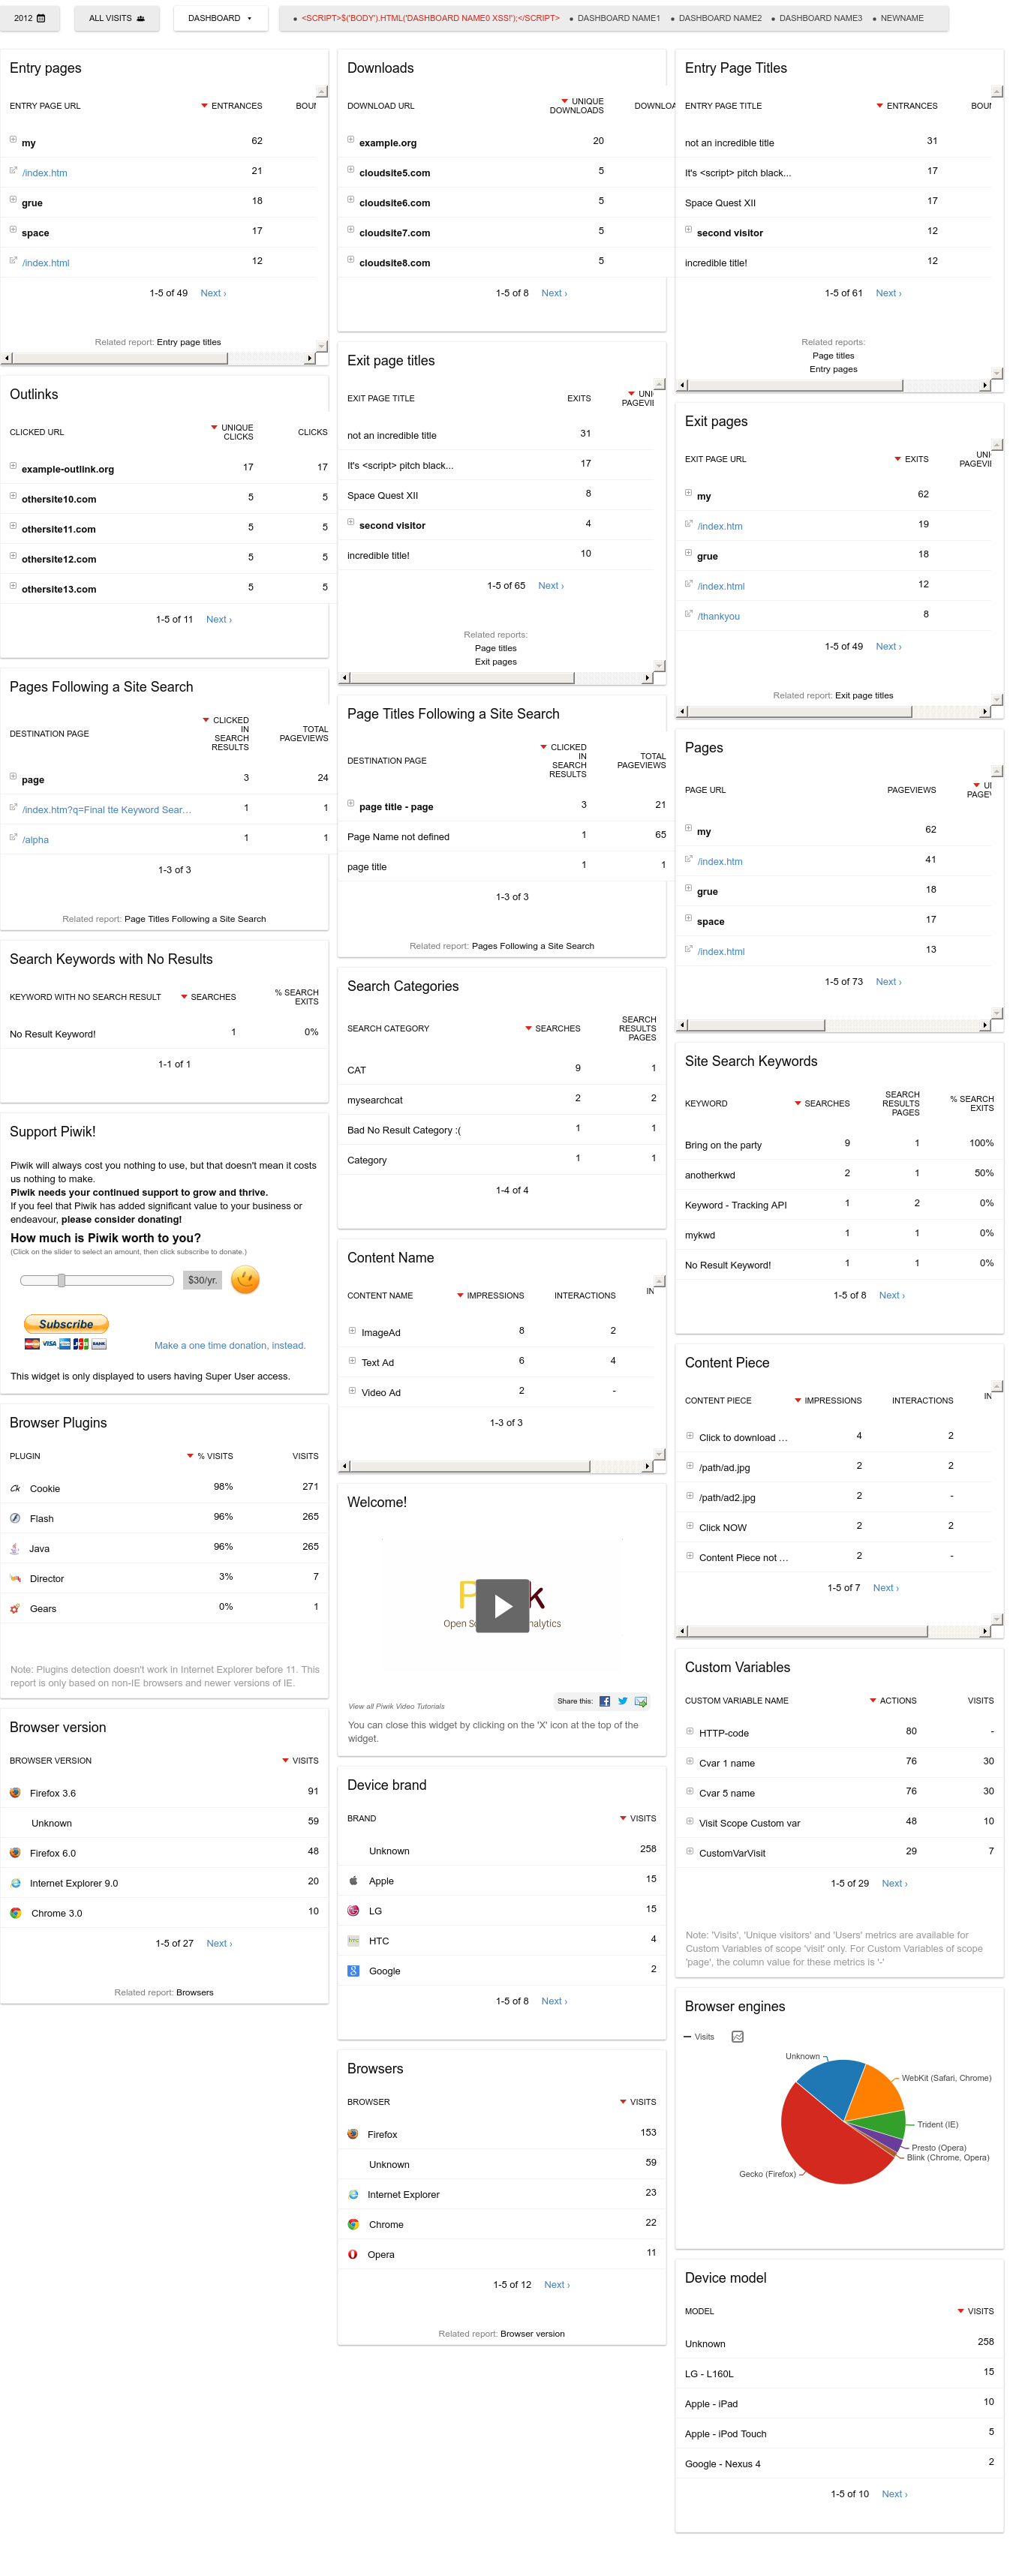 2012
ALL VISITS
DASHBOARD
<SCRIPT>$('BODY').HTML('DASHBOARD NAME0 XSS!');</SCRIPT>
DASHBOARD NAME1
DASHBOARD NAME2
DASHBOARD NAME3
NEWNAME
Entry pages
ENTRY PAGE URL ENTRANCES
my 62
/index.htm 21
grue 18
space 17
/index.html 12
1-5 of 49 Next ›
Related report: Entry page titles
Outlinks
CLICKED URL UNIQUE CLICKS CLICKS
example-outlink.org 17 17
othersite10.com 5 5
othersite11.com 5 5
othersite12.com 5 5
othersite13.com 5 5
1-5 of 11 Next ›
Pages Following a Site Search
DESTINATION PAGE CLICKED IN SEARCH RESULTS TOTAL PAGEVIEWS
page 3 24
/index.htm?q=Final tte Keyword Sear... 1 1
/alpha 1 1
1-3 of 3
Related report: Page Titles Following a Site Search
Search Keywords with No Results
KEYWORD WITH NO SEARCH RESULT SEARCHES % SEARCH EXITS
No Result Keyword! 1 0%
1-1 of 1
Support Piwik!
Piwik will always cost you nothing to use, but that doesn't mean it costs
us nothing to make.
Piwik needs your continued support to grow and thrive.
If you feel that Piwik has added significant value to your business or
endeavour, please consider donating!
How much is Piwik worth to you?
(Click on the slider to select an amount, then click subscribe to donate.)
$30/yr.
Subscribe
VISA
BANK
Make a one time donation, instead.
This widget is only displayed to users having Super User access.
Browser Plugins
PLUGIN % VISITS VISITS
Cookie 98% 271
Flash 96% 265
Java 96% 265
Director 3% 7
Gears 0% 1
Note: Plugins detection doesn't work in Internet Explorer before 11. This
report is only based on non-IE browsers and newer versions of IE.
Browser version
BROWSER VERSION VISITS
Firefox 3.6 91
Unknown 59
Firefox 6.0 48
Internet Explorer 9.0 20
Chrome 3.0 10
1-5 of 27 Next ›
Related report: Browsers
Downloads
DOWNLOAD URL UNIQUE DOWNLOADS DOWNLOA
example.org 20
cloudsite5.com 5
cloudsite6.com 5
cloudsite7.com 5
cloudsite8.com 5
1-5 of 8 Next ›
Exit page titles
EXIT PAGE TITLE EXITS UNI PAGEVI
not an incredible title 31
It's <script> pitch black... 17
Space Quest XII 8
second visitor 4
incredible title! 10
1-5 of 65 Next ›
Related reports:
Page titles
Exit pages
Page Titles Following a Site Search
DESTINATION PAGE CLICKED IN SEARCH RESULTS TOTAL PAGEVIEWS
page title - page 3 21
Page Name not defined 1 65
page title 1 1
1-3 of 3
Related report: Pages Following a Site Search
Search Categories
SEARCH CATEGORY SEARCHES SEARCH RESULTS PAGES
CAT 9 1
mysearchcat 2 2
Bad No Result Category :( 1 1
Category 1 1
1-4 of 4
Content Name
CONTENT NAME IMPRESSIONS INTERACTIONS IN
ImageAd 8 2
Text Ad 6 4
Video Ad 2 -
1-3 of 3
Welcome!
P k
Open S nalytics
View all Piwik Video Tutorials
Share this:
You can close this widget by clicking on the 'X' icon at the top of the
widget.
Device brand
BRAND VISITS
Unknown 258
Apple 15
LG 15
HTC 4
Google 2
1-5 of 8 Next ›
Browsers
BROWSER VISITS
Firefox 153
Unknown 59
Internet Explorer 23
Chrome 22
Opera 11
1-5 of 12 Next ›
Related report: Browser version
Entry Page Titles
ENTRY PAGE TITLE ENTRANCES
not an incredible title 31
It's <script> pitch black... 17
Space Quest XII 17
second visitor 12
incredible title! 12
1-5 of 61 Next ›
Related reports:
Page titles
Entry pages
Exit pages
EXIT PAGE URL EXITS UNI PAGEVI
my 62
/index.htm 19
grue 18
/index.html 12
/thankyou 8
1-5 of 49 Next ›
Related report: Exit page titles
Pages
PAGE URL PAGEVIEWS
my 62
/index.htm 41
grue 18
space 17
/index.html 13
1-5 of 73 Next ›
Site Search Keywords
KEYWORD SEARCHES SEARCH RESULTS PAGES % SEARCH EXITS
Bring on the party 9 1 100%
anotherkwd 2 1 50%
Keyword - Tracking API 1 2 0%
mykwd 1 1 0%
No Result Keyword! 1 1 0%
1-5 of 8 Next ›
Content Piece
CONTENT PIECE IMPRESSIONS INTERACTIONS IN
Click to download ... 4 2
/path/ad.jpg 2 2
/path/ad2.jpg 2 -
Click NOW 2 2
Content Piece not ... 2 -
1-5 of 7 Next ›
Custom Variables
CUSTOM VARIABLE NAME ACTIONS VISITS
HTTP-code 80 -
Cvar 1 name 76 30
Cvar 5 name 76 30
Visit Scope Custom var 48 10
CustomVarVisit 29 7
1-5 of 29 Next ›
Note: 'Visits', 'Unique visitors' and 'Users' metrics are available for
Custom Variables of scope 'visit' only. For Custom Variables of scope
'page', the column value for these metrics is '-'
Browser engines
Visits
Unknown
WebKit (Safari, Chrome)
Trident (IE)
Presto (Opera)
Blink (Chrome, Opera)
Gecko (Firefox)
Device model
MODEL VISITS
Unknown 258
LG - L160L 15
Apple - iPad 10
Apple - iPod Touch 5
Google - Nexus 4 2
1-5 of 10 Next ›